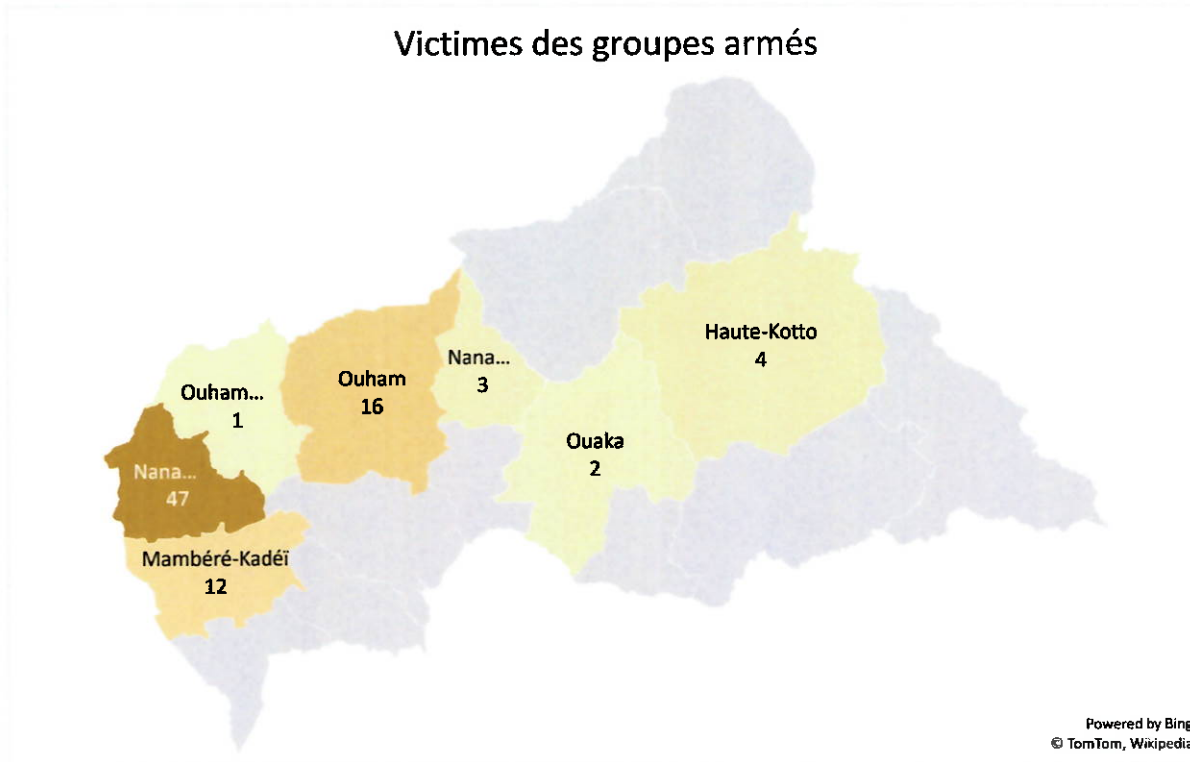 Victimes des groupes armés
Haute-Kotto
4
Nana...
3
Ouham
16
Ouham...
1
Ouaka
2
Nana...
47
Mambéré-Kadéï
12
Powered by Bing
© TomTom, Wikipedia